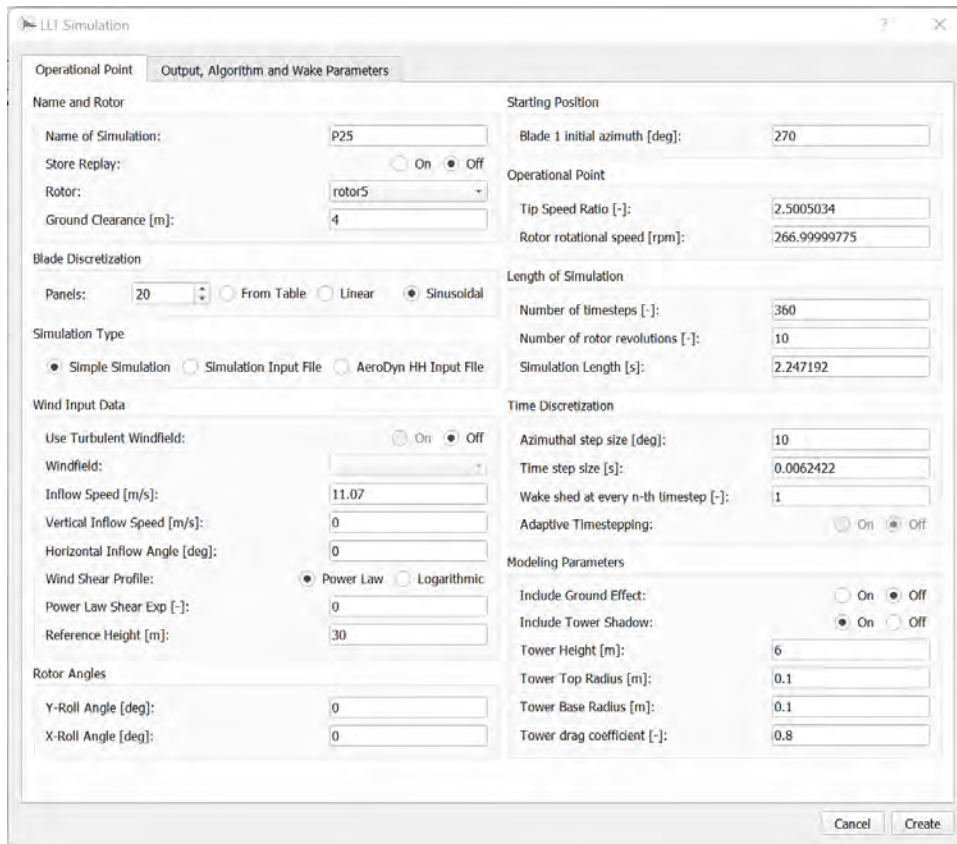 LLT Simulation
? ×
Operational Point
Output, Algorithm and Wake Parameters
Name and Rotor
Name of Simulation: P25
Store Replay: On Off
Rotor: rotor5
Ground Clearance [m]: 4
Blade Discretization
Panels: 20 From Table Linear Sinusoidal
Simulation Type
Simple Simulation Simulation Input File AeroDyn HH Input File
Wind Input Data
Use Turbulent Windfield: On Off
Windfield:
Inflow Speed [m/s]: 11.07
Vertical Inflow Speed [m/s]: 0
Horizontal Inflow Angle [deg]: 0
Wind Shear Profile: Power Law Logarithmic
Power Law Shear Exp [-]: 0
Reference Height [m]: 30
Rotor Angles
Y-Roll Angle [deg]: 0
X-Roll Angle [deg]: 0
Starting Position
Blade 1 initial azimuth [deg]: 270
Operational Point
Tip Speed Ratio [-]: 2.5005034
Rotor rotational speed [rpm]: 266.99999775
Length of Simulation
Number of timesteps [-]: 360
Number of rotor revolutions [-]: 10
Simulation Length [s]: 2.247192
Time Discretization
Azimuthal step size [deg]: 10
Time step size [s]: 0.0062422
Wake shed at every n-th timestep [-]: 1
Adaptive Timestepping: On Off
Modeling Parameters
Include Ground Effect: On Off
Include Tower Shadow: On Off
Tower Height [m]: 6
Tower Top Radius [m]: 0.1
Tower Base Radius [m]: 0.1
Tower drag coefficient [-]: 0.8
Cancel Create